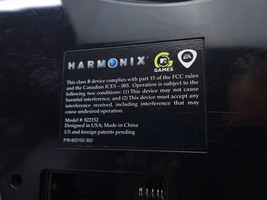 HARMONIX
MTV
GAMES
EA
This class B device complies with part 15 of the FCC rules
and the Canadian ICES - 003. Operation is subject to the
following two conditions: (1) This device may not cause
harmful interference, and (2) This device must accept any
interference received, including interference that may
cause undesired operation.
Model #: 822152
Designed in USA; Made in China
US and foreign patents pending